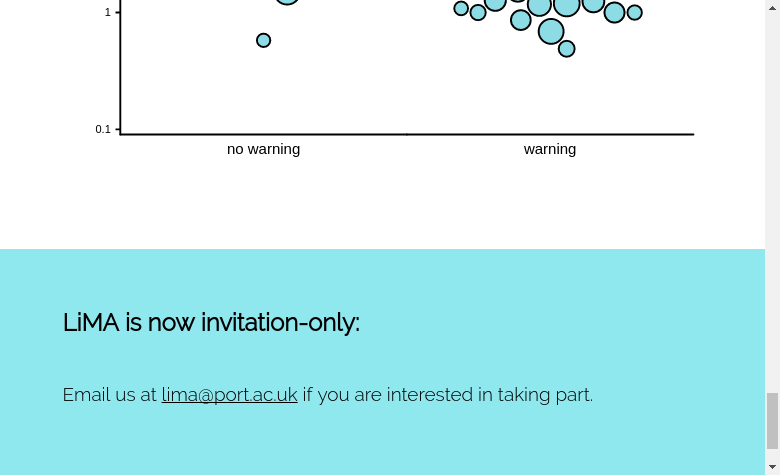 1
0.1
no warning warning
LiMA is now invitation-only:
Email us at lima@port.ac.uk if you are interested in taking part.